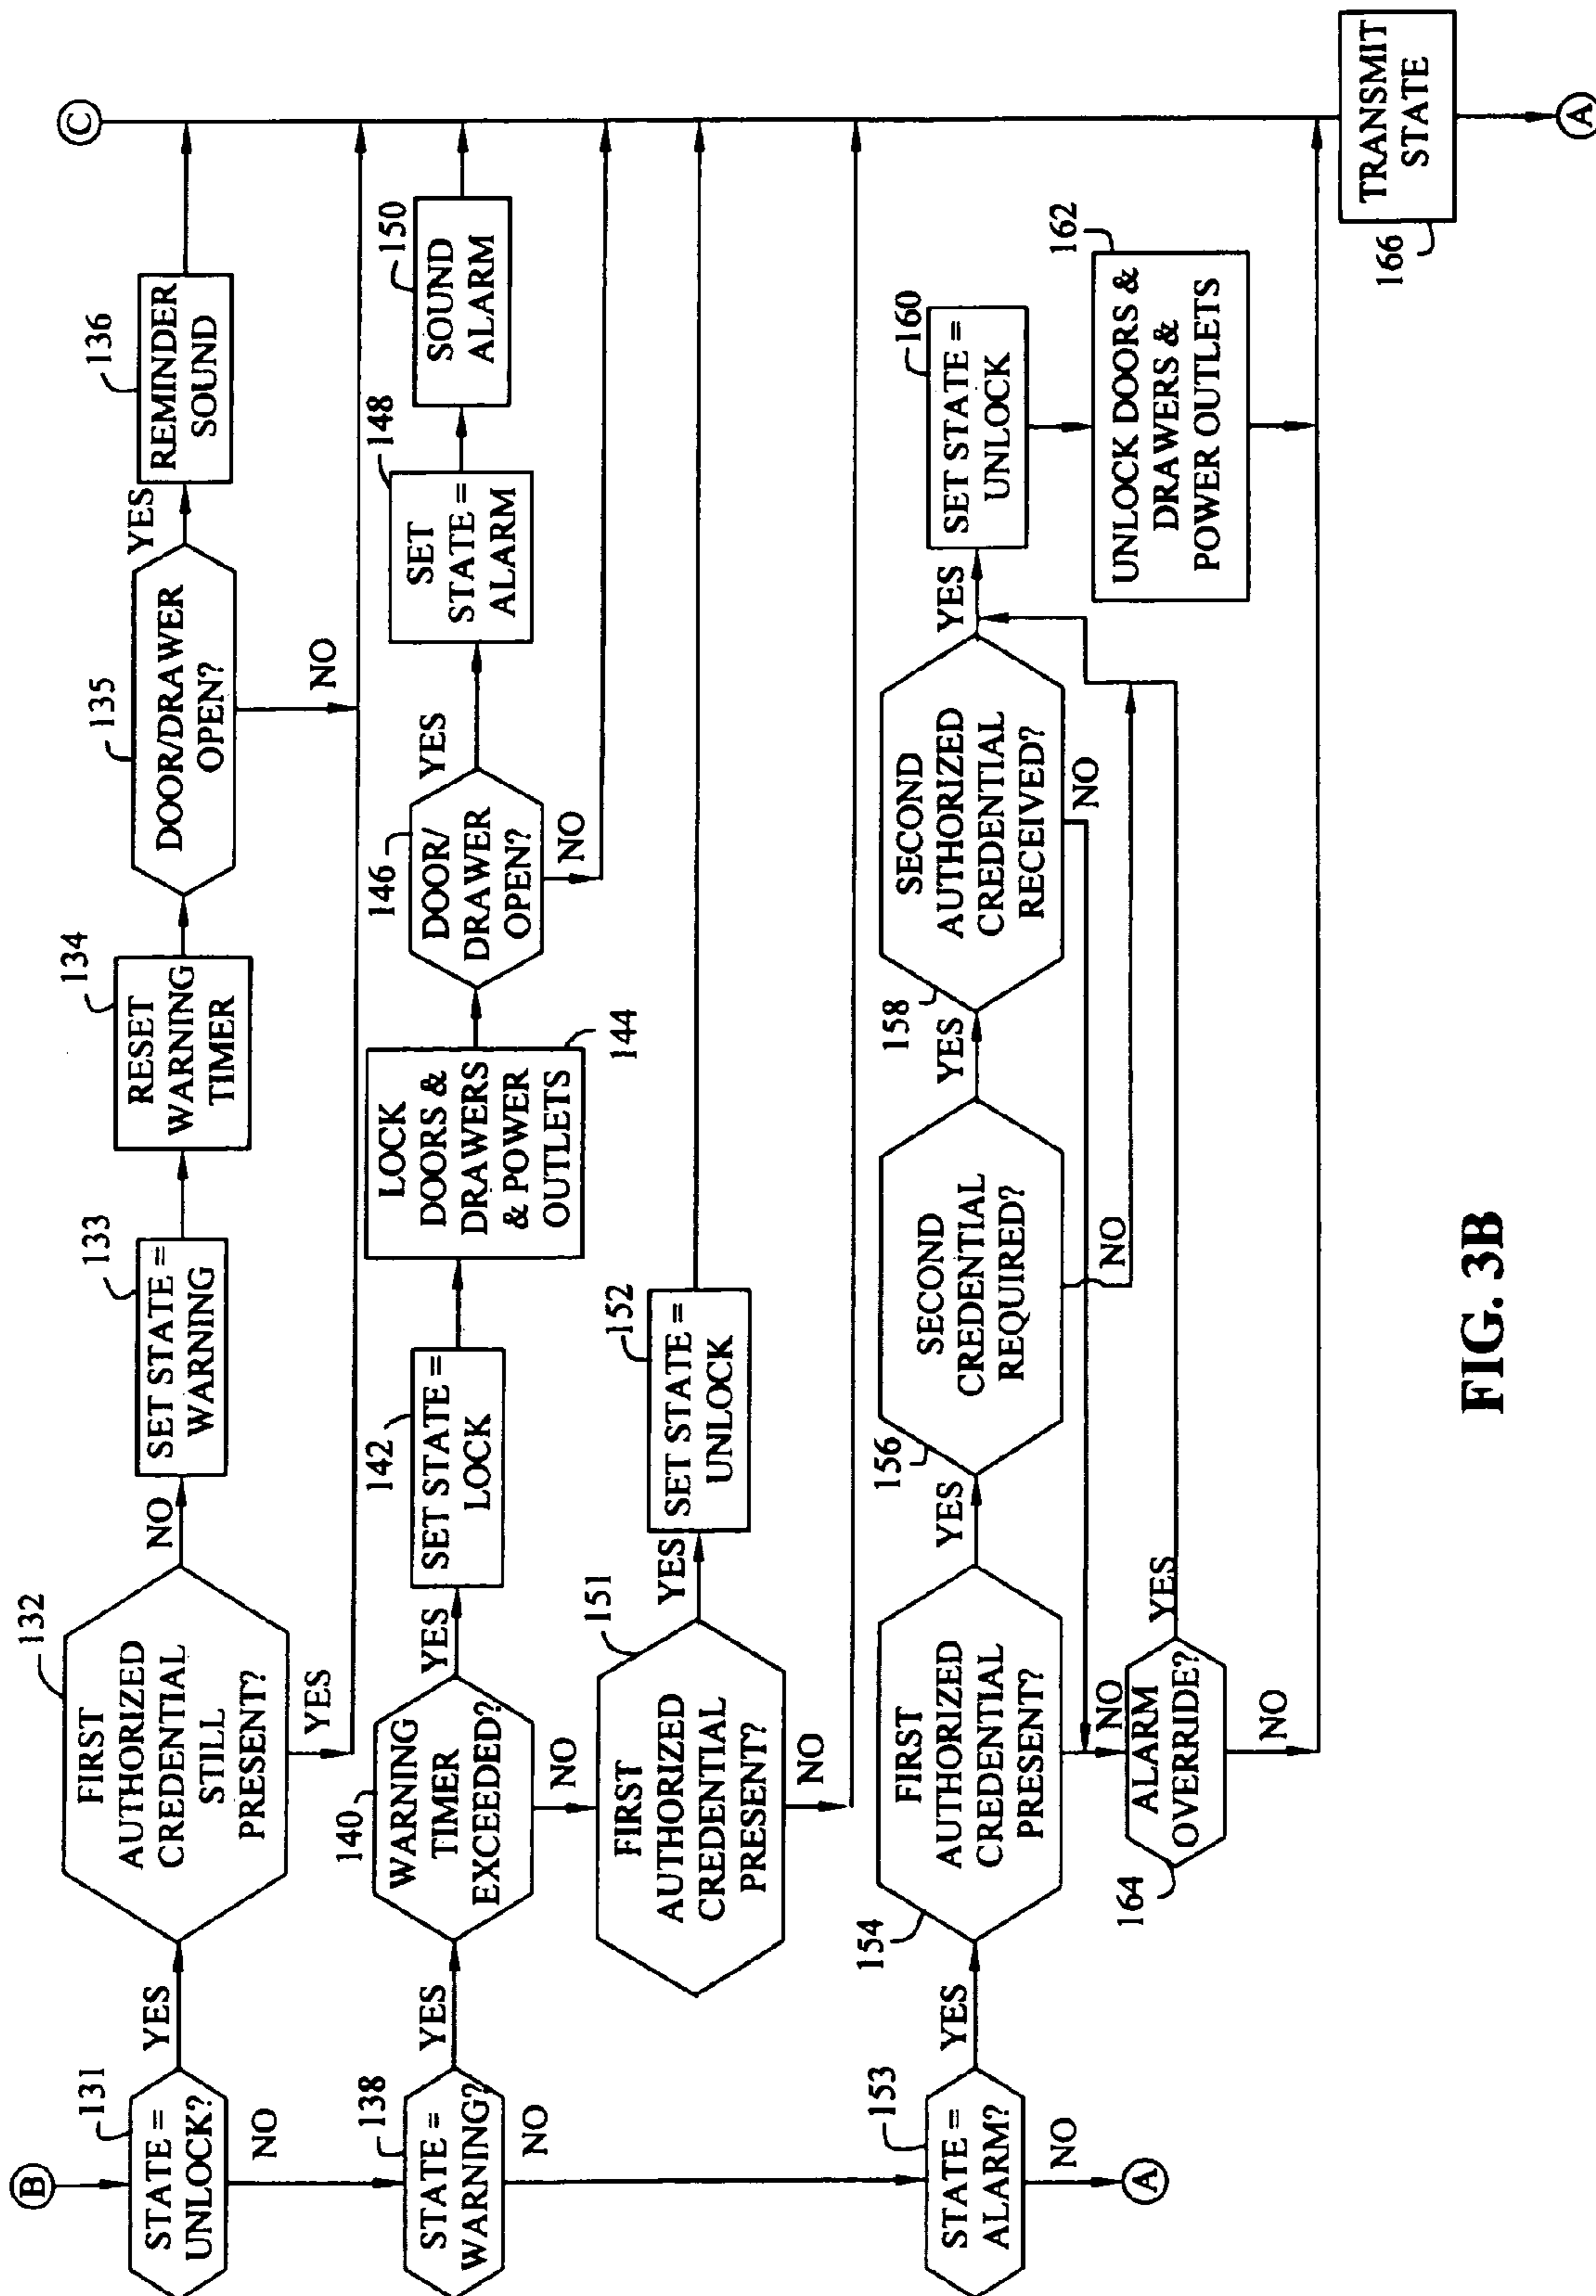 B
131
STATE =
UNLOCK?
YES
NO
132
FIRST
AUTHORIZED
CREDENTIAL
STILL
PRESENT?
NO
YES
133
SET STATE =
WARNING
134
RESET
WARNING
TIMER
135
DOOR/DRAWER
OPEN?
YES
NO
136
REMINDER
SOUND
C
138
STATE =
WARNING?
YES
NO
140
WARNING
TIMER
EXCEEDED?
YES
NO
142
SET STATE =
LOCK
LOCK
DOORS &
DRAWERS
& POWER
OUTLETS
144
146
DOOR/
DRAWER
OPEN?
YES
NO
148
SET
STATE =
ALARM
150
SOUND
ALARM
151
FIRST
AUTHORIZED
CREDENTIAL
PRESENT?
YES
NO
152
SET STATE =
UNLOCK
153
STATE =
ALARM?
YES
NO
A
154
FIRST
AUTHORIZED
CREDENTIAL
PRESENT?
YES
NO
156
SECOND
CREDENTIAL
REQUIRED?
YES
NO
158
SECOND
AUTHORIZED
CREDENTIAL
RECEIVED?
YES
NO
160
SET STATE =
UNLOCK
162
UNLOCK DOORS &
DRAWERS &
POWER OUTLETS
164
ALARM
OVERRIDE?
YES
NO
TRANSMIT
STATE
166
A
FIG. 3B